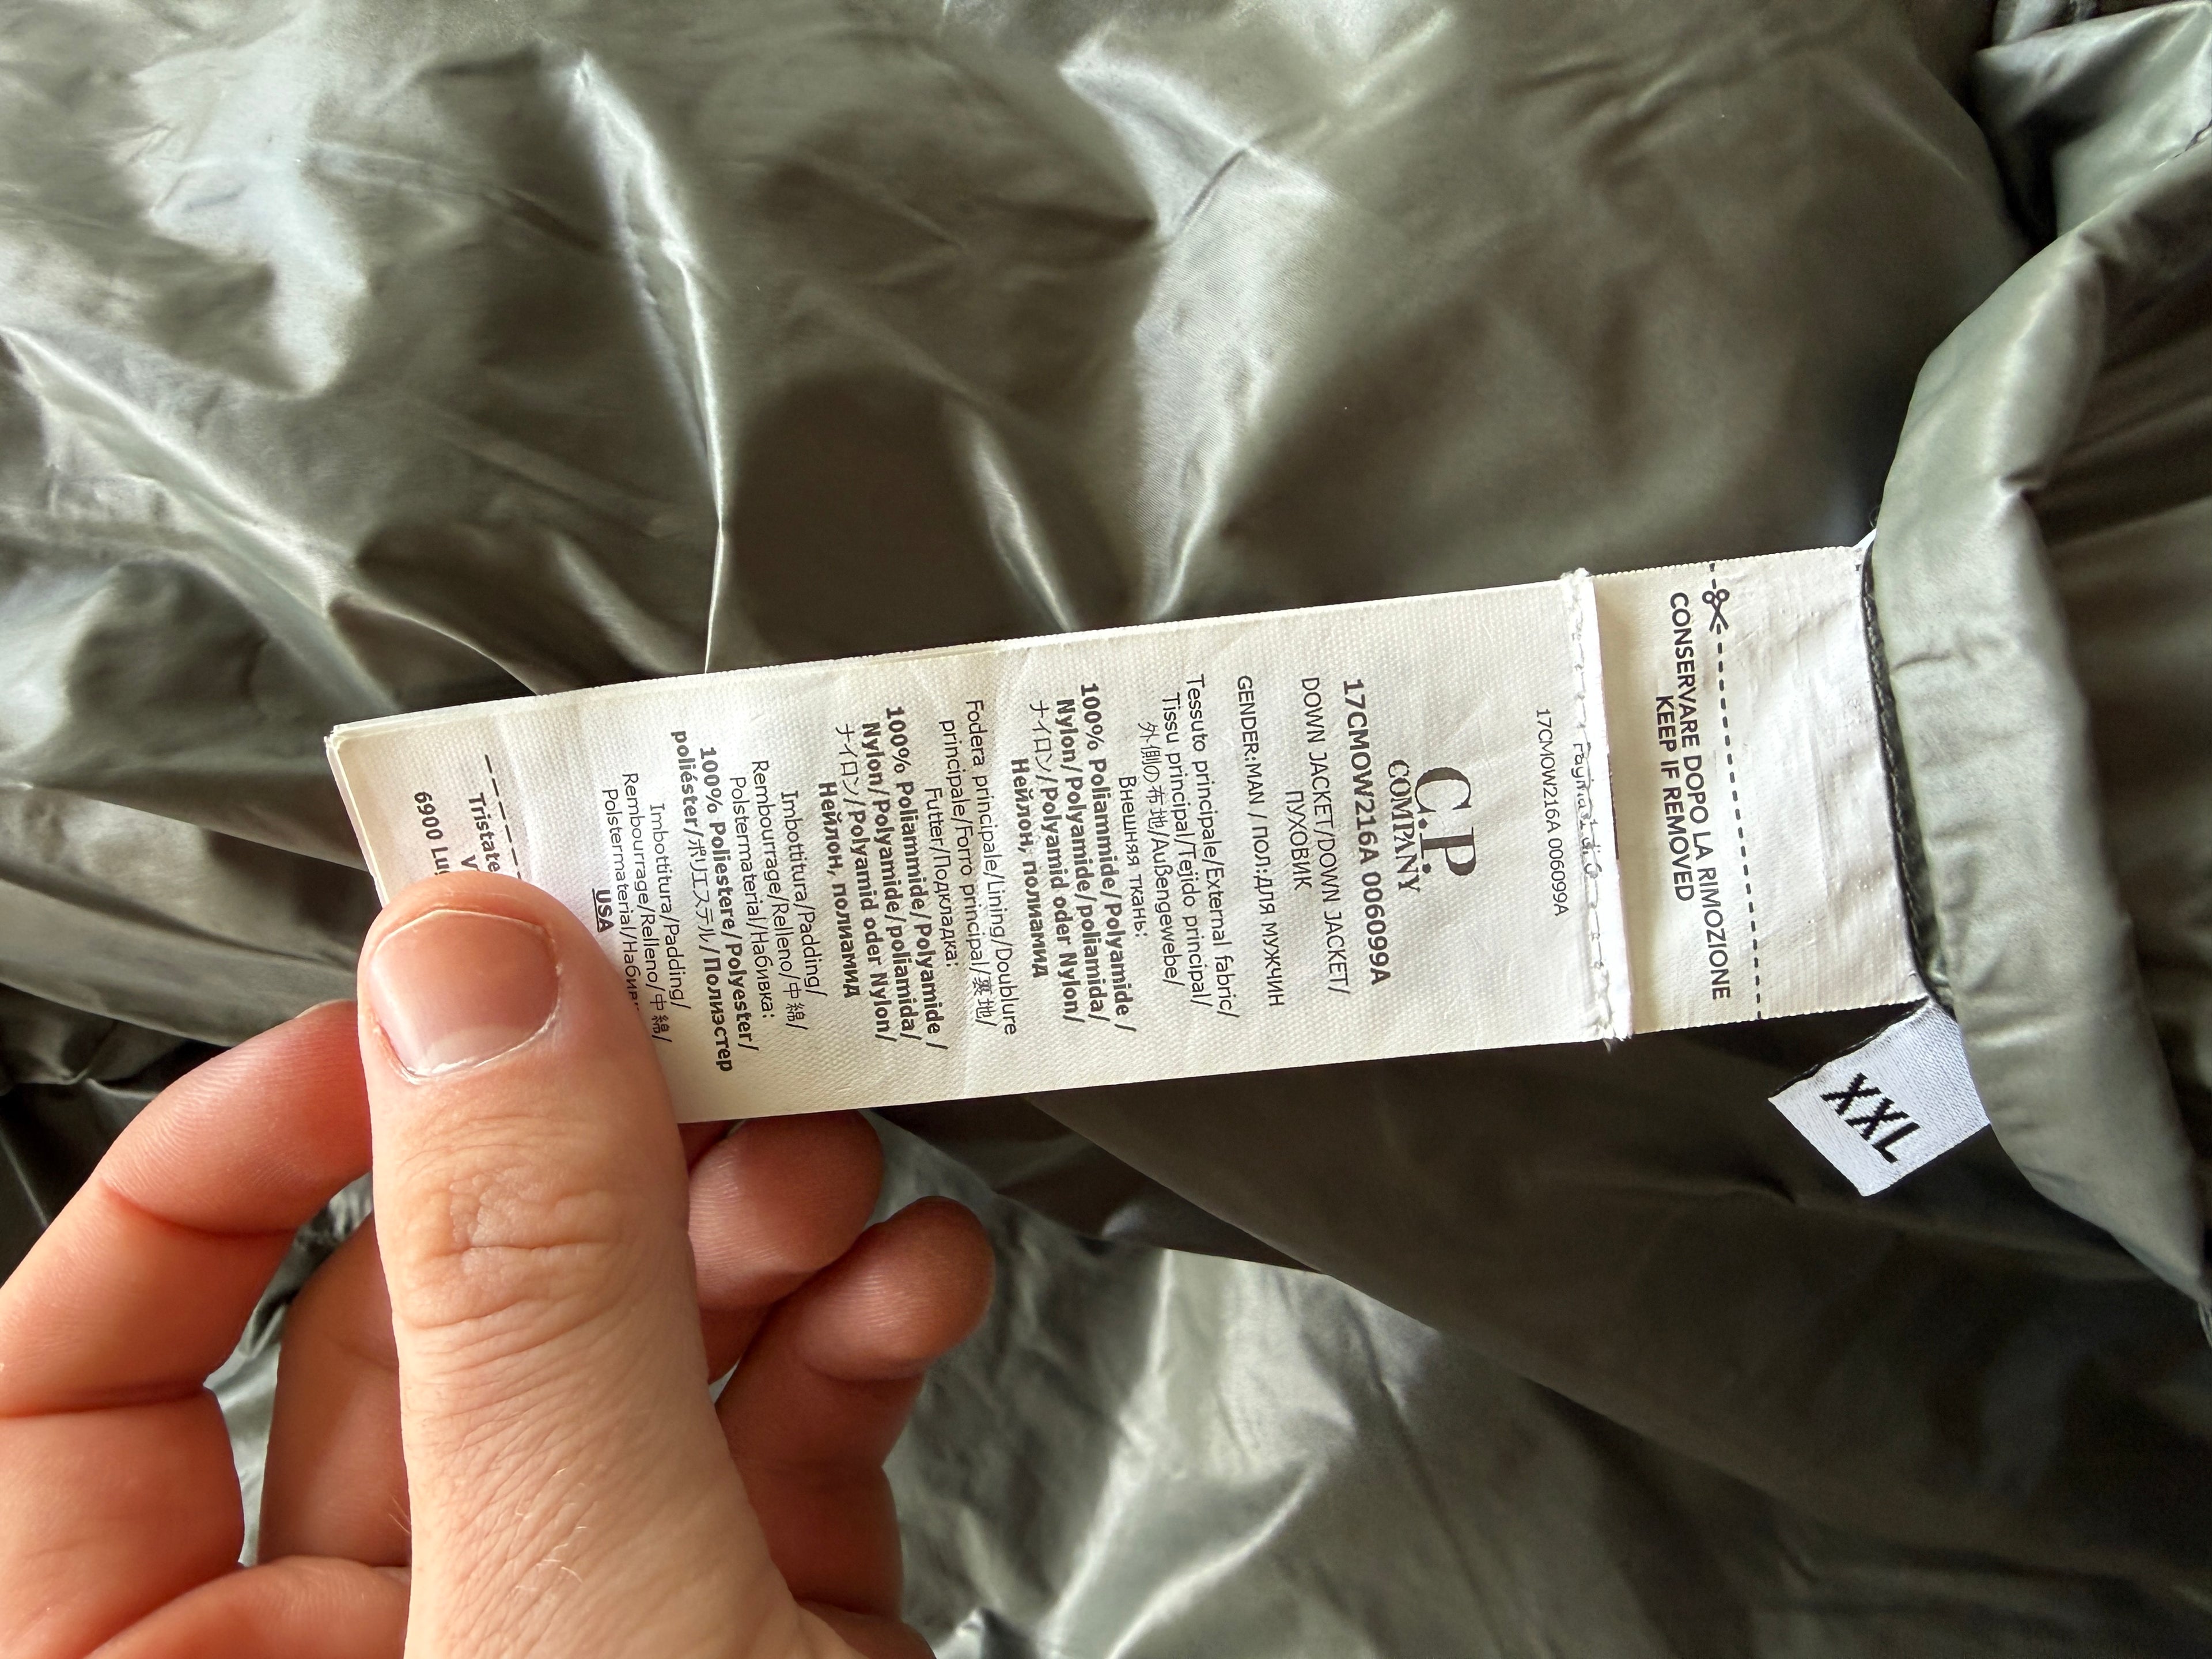 CONSERVARE DOPO LA RIMOZIONE
KEEP IF REMOVED
17CMOW216A 006099A
C.P.
COMPANY
17CMOW216A 006099A
DOWN JACKET/DOWN JACKET/
ПУХОВИК
GENDER:MAN / ПОЛ:ДЛЯ МУЖЧИН
Tessuto principale/External fabric/
Tissu principal/Tejido principal/
外側の布地/Außengewebe/
Внешняя ткань:
100% Poliammide/Polyamide /
Nylon/Polyamide/poliamida/
ナイロン/Polyamid oder Nylon/
Нейлон, полиамид
Fodera principale/Lining/Doublure
principale/Forro principal/裏地/
Futter/Подкладка:
100% Poliammide/Polyamide /
Nylon/Polyamide/poliamida/
ナイロン/Polyamid oder Nylon/
Нейлон, полиамид
Imbottitura/Padding/
Rembourrage/Relleno/中綿/
Polstermaterial/Набивка:
100% Poliestere/Polyester/
poliéster/ポリエステル/Полиэстер
Imbottitura/Padding/
Rembourrage/Relleno/中綿/
Polstermaterial/
USA
Tristate
6900
XXL